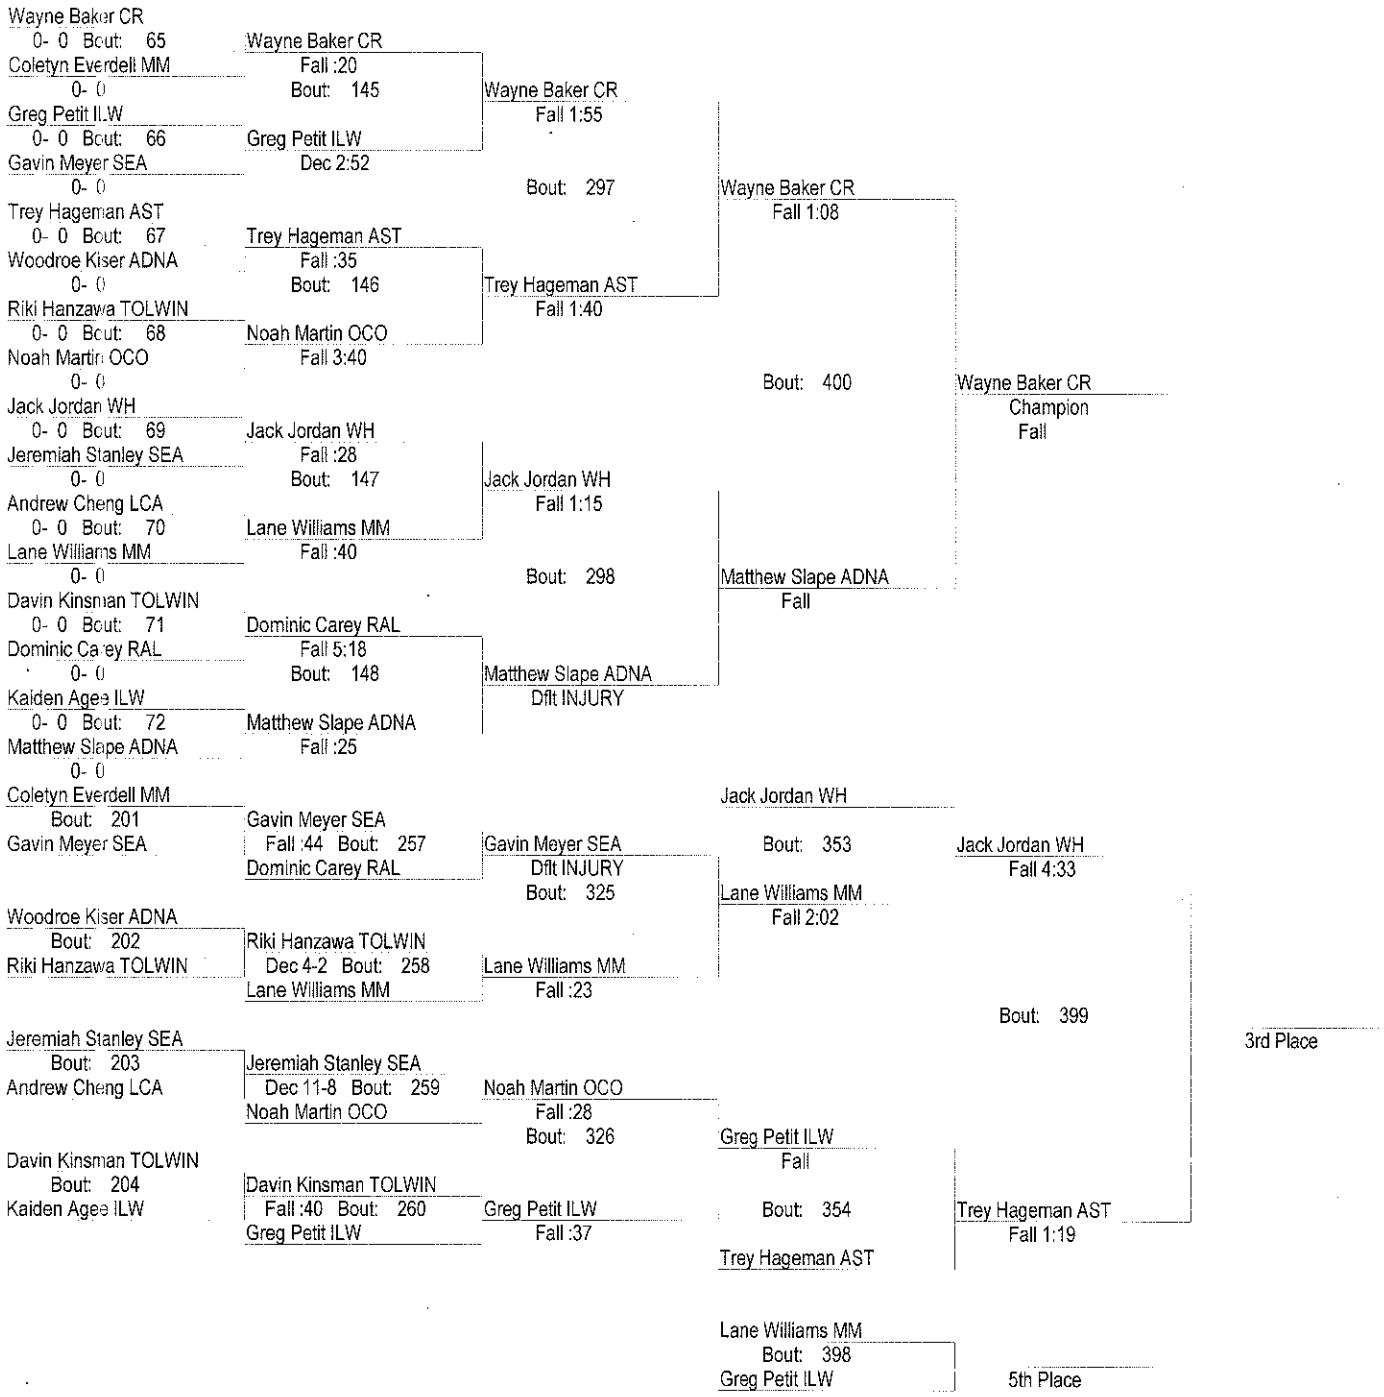 Wayne Baker CR
0- 0 Bout: 65
Coletyn Everdell MM
0- 0
Greg Petit ILW
0- 0 Bout: 66
Gavin Meyer SEA
0- 0
Trey Hageman AST
0- 0 Bout: 67
Woodroe Kiser ADNA
0- 0
Riki Hanzawa TOLWIN
0- 0 Bout: 68
Noah Martin OCO
0- 0
Jack Jordan WH
0- 0 Bout: 69
Jeremiah Stanley SEA
0- 0
Andrew Cheng LCA
0- 0 Bout: 70
Lane Williams MM
0- 0
Davin Kinsman TOLWIN
0- 0 Bout: 71
Dominic Carey RAL
0- 0
Kaiden Agee ILW
0- 0 Bout: 72
Matthew Slape ADNA
0- 0
Wayne Baker CR
Fall :20
Bout: 145
Greg Petit ILW
Dec 2:52
Trey Hageman AST
Fall :35
Bout: 146
Noah Martin OCO
Fall 3:40
Jack Jordan WH
Fall :28
Bout: 147
Lane Williams MM
Fall :40
Dominic Carey RAL
Fall 5:18
Bout: 148
Matthew Slape ADNA
Fall :25
Wayne Baker CR
Fall 1:55
Bout: 297
Trey Hageman AST
Fall 1:40
Jack Jordan WH
Fall 1:15
Bout: 298
Matthew Slape ADNA
Dflt INJURY
Wayne Baker CR
Fall 1:08
Bout: 400
Matthew Slape ADNA
Fall
Wayne Baker CR
Champion
Fall
Coletyn Everdell MM
Bout: 201
Gavin Meyer SEA
Woodroe Kiser ADNA
Bout: 202
Riki Hanzawa TOLWIN
Jeremiah Stanley SEA
Bout: 203
Andrew Cheng LCA
Davin Kinsman TOLWIN
Bout: 204
Kaiden Agee ILW
Gavin Meyer SEA
Fall :44 Bout: 257
Dominic Carey RAL
Riki Hanzawa TOLWIN
Dec 4-2 Bout: 258
Lane Williams MM
Jeremiah Stanley SEA
Dec 11-8 Bout: 259
Noah Martin OCO
Davin Kinsman TOLWIN
Fall :40 Bout: 260
Greg Petit ILW
Gavin Meyer SEA
Dflt INJURY
Bout: 325
Lane Williams MM
Fall :23
Noah Martin OCO
Fall :28
Bout: 326
Greg Petit ILW
Fall :37
Jack Jordan WH
Bout: 353
Lane Williams MM
Fall 2:02
Greg Petit ILW
Fall
Bout: 354
Trey Hageman AST
Jack Jordan WH
Fall 4:33
Bout: 399
Trey Hageman AST
Fall 1:19
3rd Place
Lane Williams MM
Bout: 398
Greg Petit ILW
5th Place